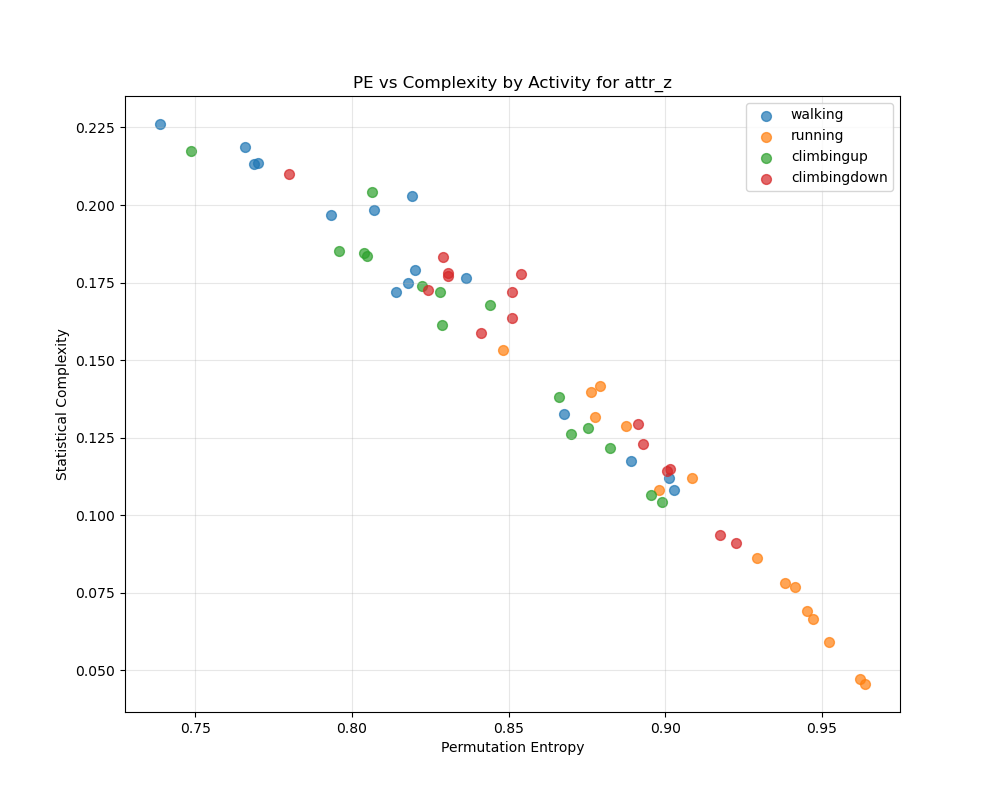 PE vs Complexity by Activity for attr_z
walking
running
climbingup
climbingdown
0.225
0.200
0.175
0.150
0.125
0.100
0.075
0.050
Statistical Complexity
0.75
0.80
0.85
0.90
0.95
Permutation Entropy